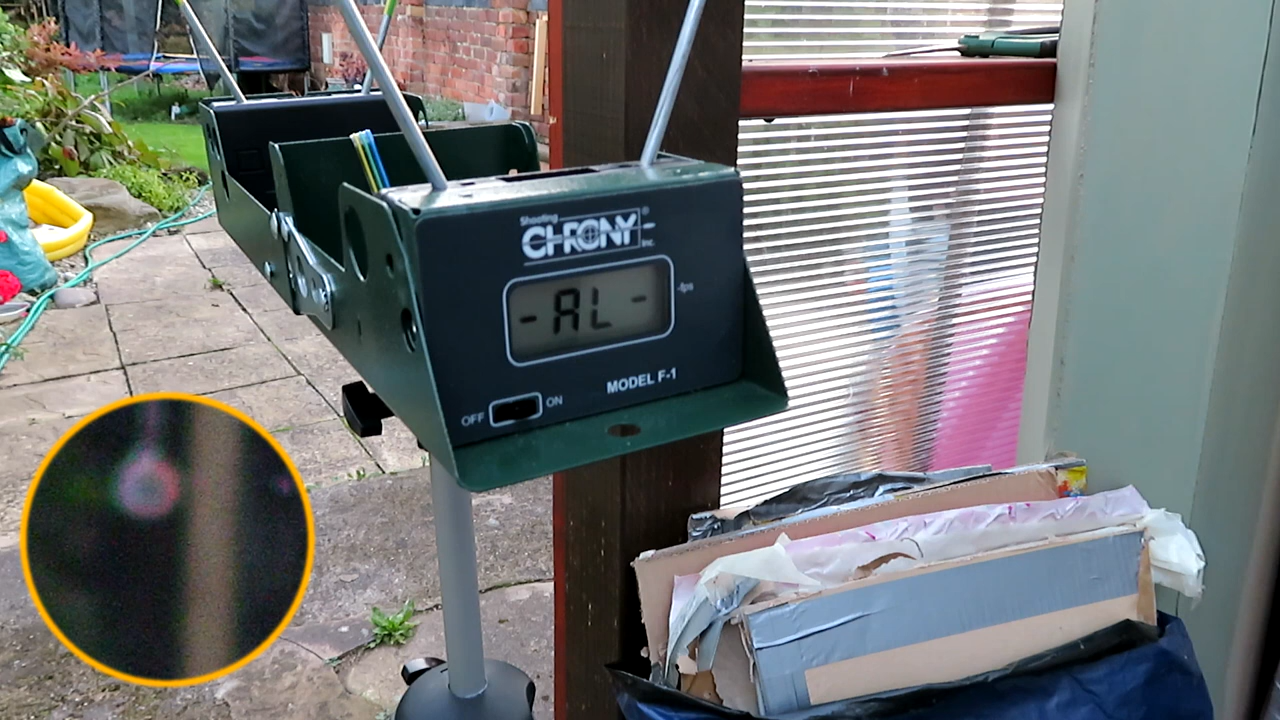 Shooting
CHRONY®
Inc.
-AL-
-fps
MODEL F-1
OFF ON